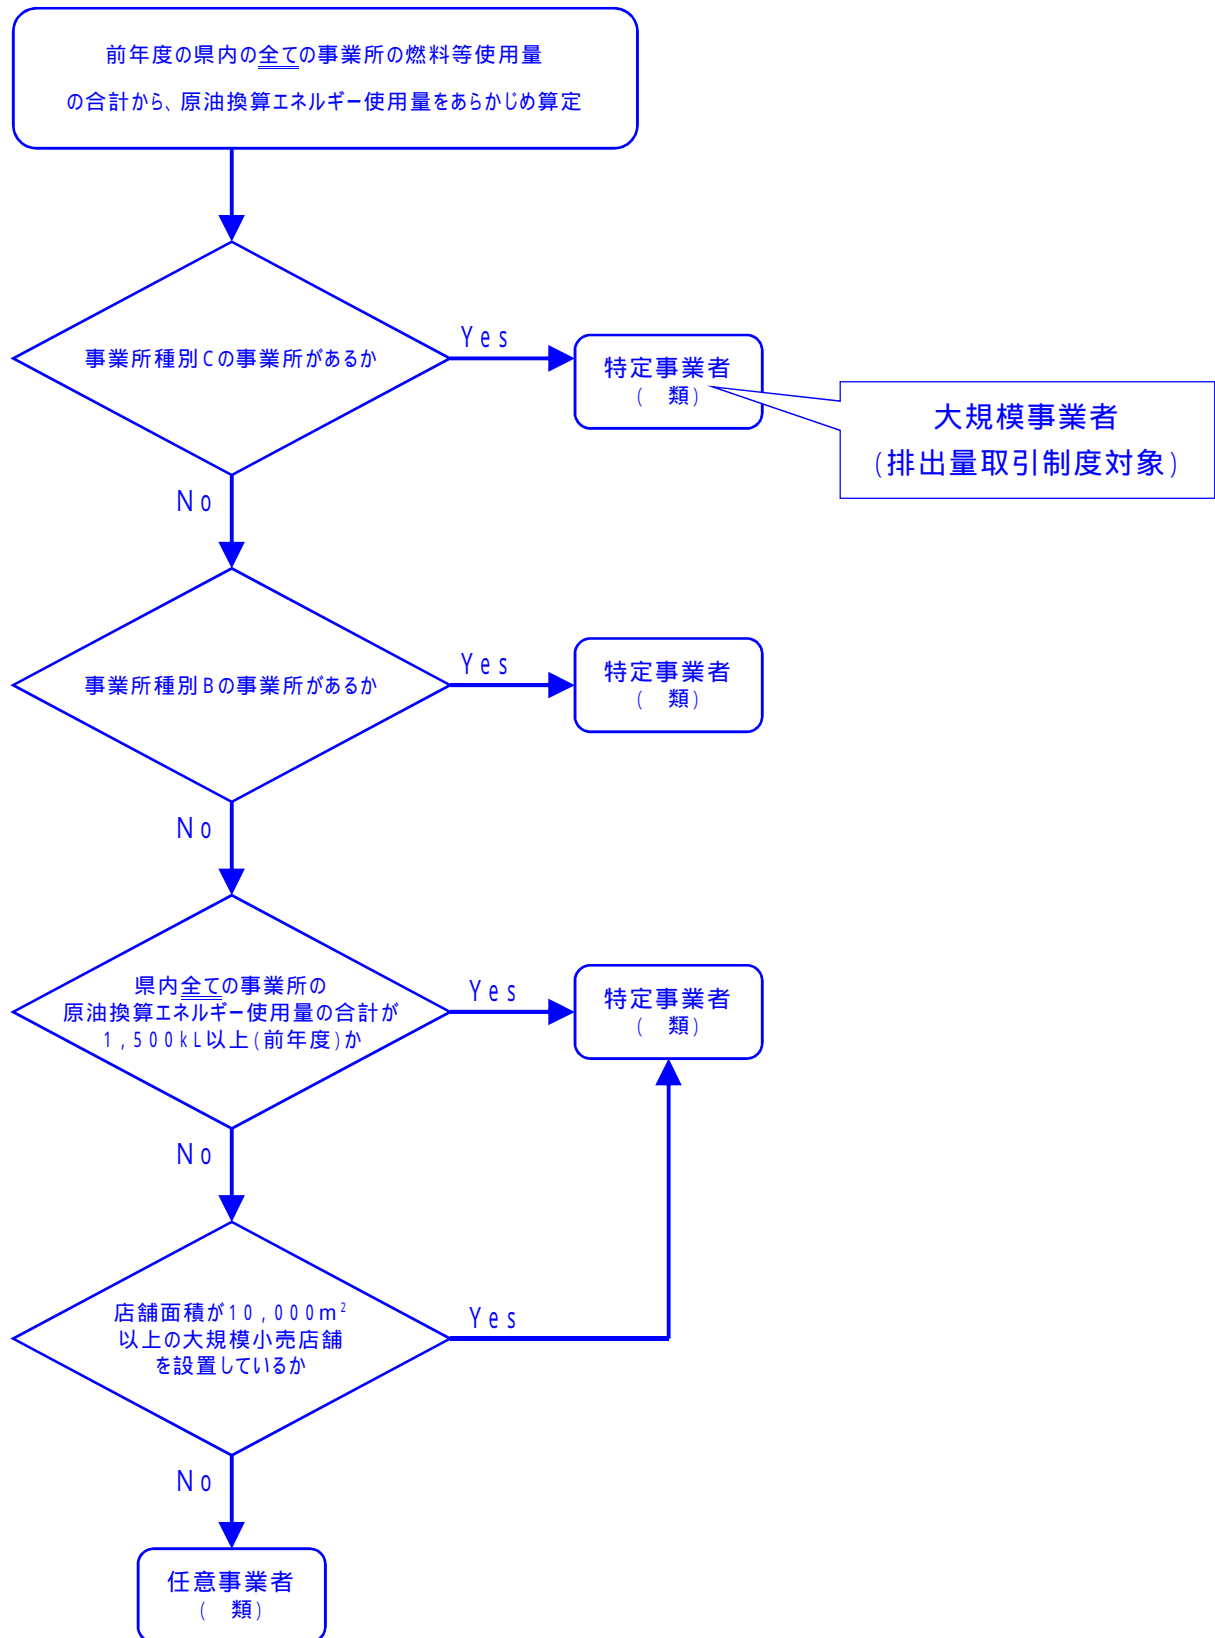 前年度の県内の全ての事業所の燃料等使用量
の合計から、原油換算エネルギー使用量をあらかじめ算定
事業所種別Cの事業所があるか
Yes
特定事業者
(　類)
大規模事業者
(排出量取引制度対象)
No
事業所種別Bの事業所があるか
Yes
特定事業者
(　類)
No
県内全ての事業所の
原油換算エネルギー使用量の合計が
1,500kL以上(前年度)か
Yes
特定事業者
(　類)
No
店舗面積が10,000m²
以上の大規模小売店舗
を設置しているか
Yes
No
任意事業者
(　類)